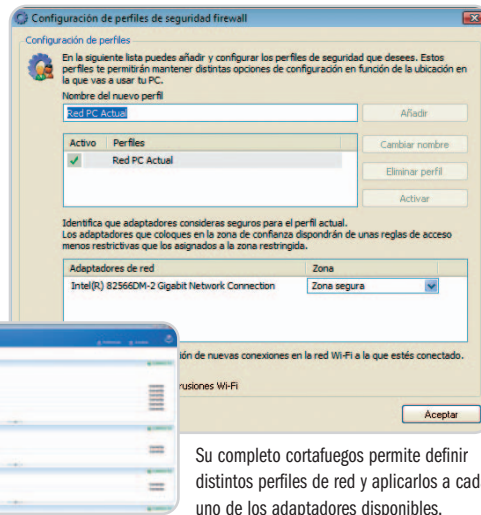 Configuración de perfiles de seguridad firewall
Configuración de perfiles
En la siguiente lista puedes añadir y configurar los perfiles de seguridad que desees. Estos
perfiles te permitirán mantener distintas opciones de configuración en función de la ubicación en
la que vas a usar tu PC.
Nombre del nuevo perfil
Red PC Actual
Añadir
Activo Perfiles
Red PC Actual
Cambiar nombre
Eliminar perfil
Activar
Identifica que adaptadores consideras seguros para el perfil actual.
Los adaptadores que coloques en la zona de confianza dispondrán de unas reglas de acceso
menos restrictivas que los asignados a la zona restringida.
Adaptadores de red Zona
Intel(R) 82566DM-2 Gigabit Network Connection Zona segura
ión de nuevas conexiones en la red Wi-Fi a la que estés conectado.
rusiones Wi-Fi
Aceptar
Su completo cortafuegos permite definir
distintos perfiles de red y aplicarlos a cad
uno de los adaptadores disponibles.